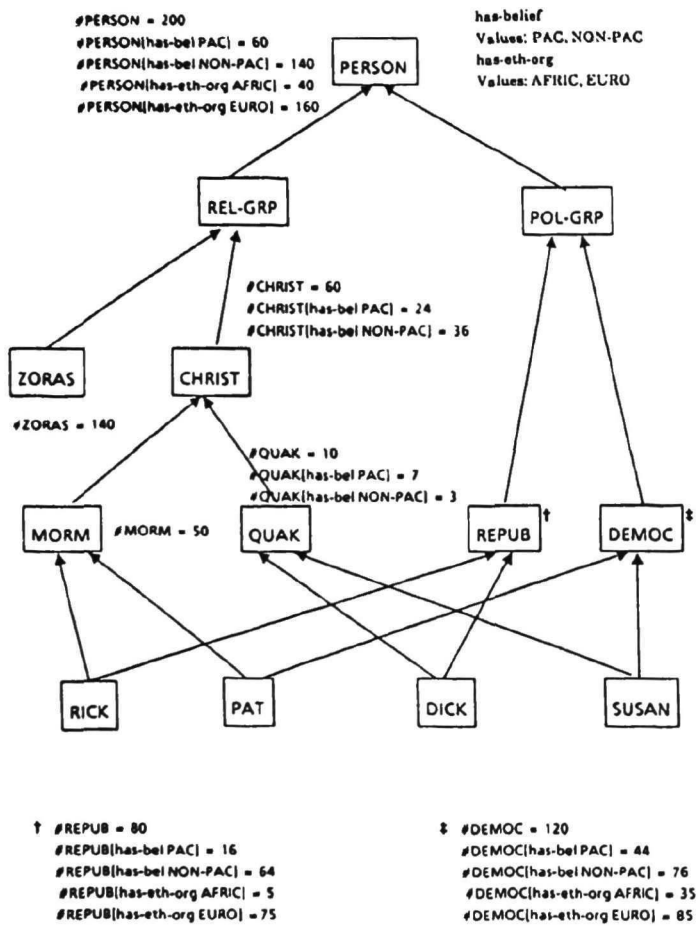 #PERSON = 200
#PERSON[has-bel PAC] = 60
#PERSON[has-bel NON-PAC] = 140
#PERSON[has-eth-org AFRIC] = 40
#PERSON[has-eth-org EURO] = 160
has-belief
Values: PAC, NON-PAC
has-eth-org
Values: AFRIC, EURO
PERSON
REL-GRP
POL-GRP
#CHRIST = 60
#CHRIST[has-bel PAC] = 24
#CHRIST[has-bel NON-PAC] = 36
ZORAS
CHRIST
#ZORAS = 140
#QUAK = 10
#QUAK[has-bel PAC] = 7
#QUAK[has-bel NON-PAC] = 3
MORM
#MORM = 50
QUAK
REPUB †
DEMOC ‡
RICK
PAT
DICK
SUSAN
† #REPUB = 80
#REPUB[has-bel PAC] = 16
#REPUB[has-bel NON-PAC] = 64
#REPUB[has-eth-org AFRIC] = 5
#REPUB[has-eth-org EURO] = 75
‡ #DEMOC = 120
#DEMOC[has-bel PAC] = 44
#DEMOC[has-bel NON-PAC] = 76
#DEMOC[has-eth-org AFRIC] = 35
#DEMOC[has-eth-org EURO] = 85